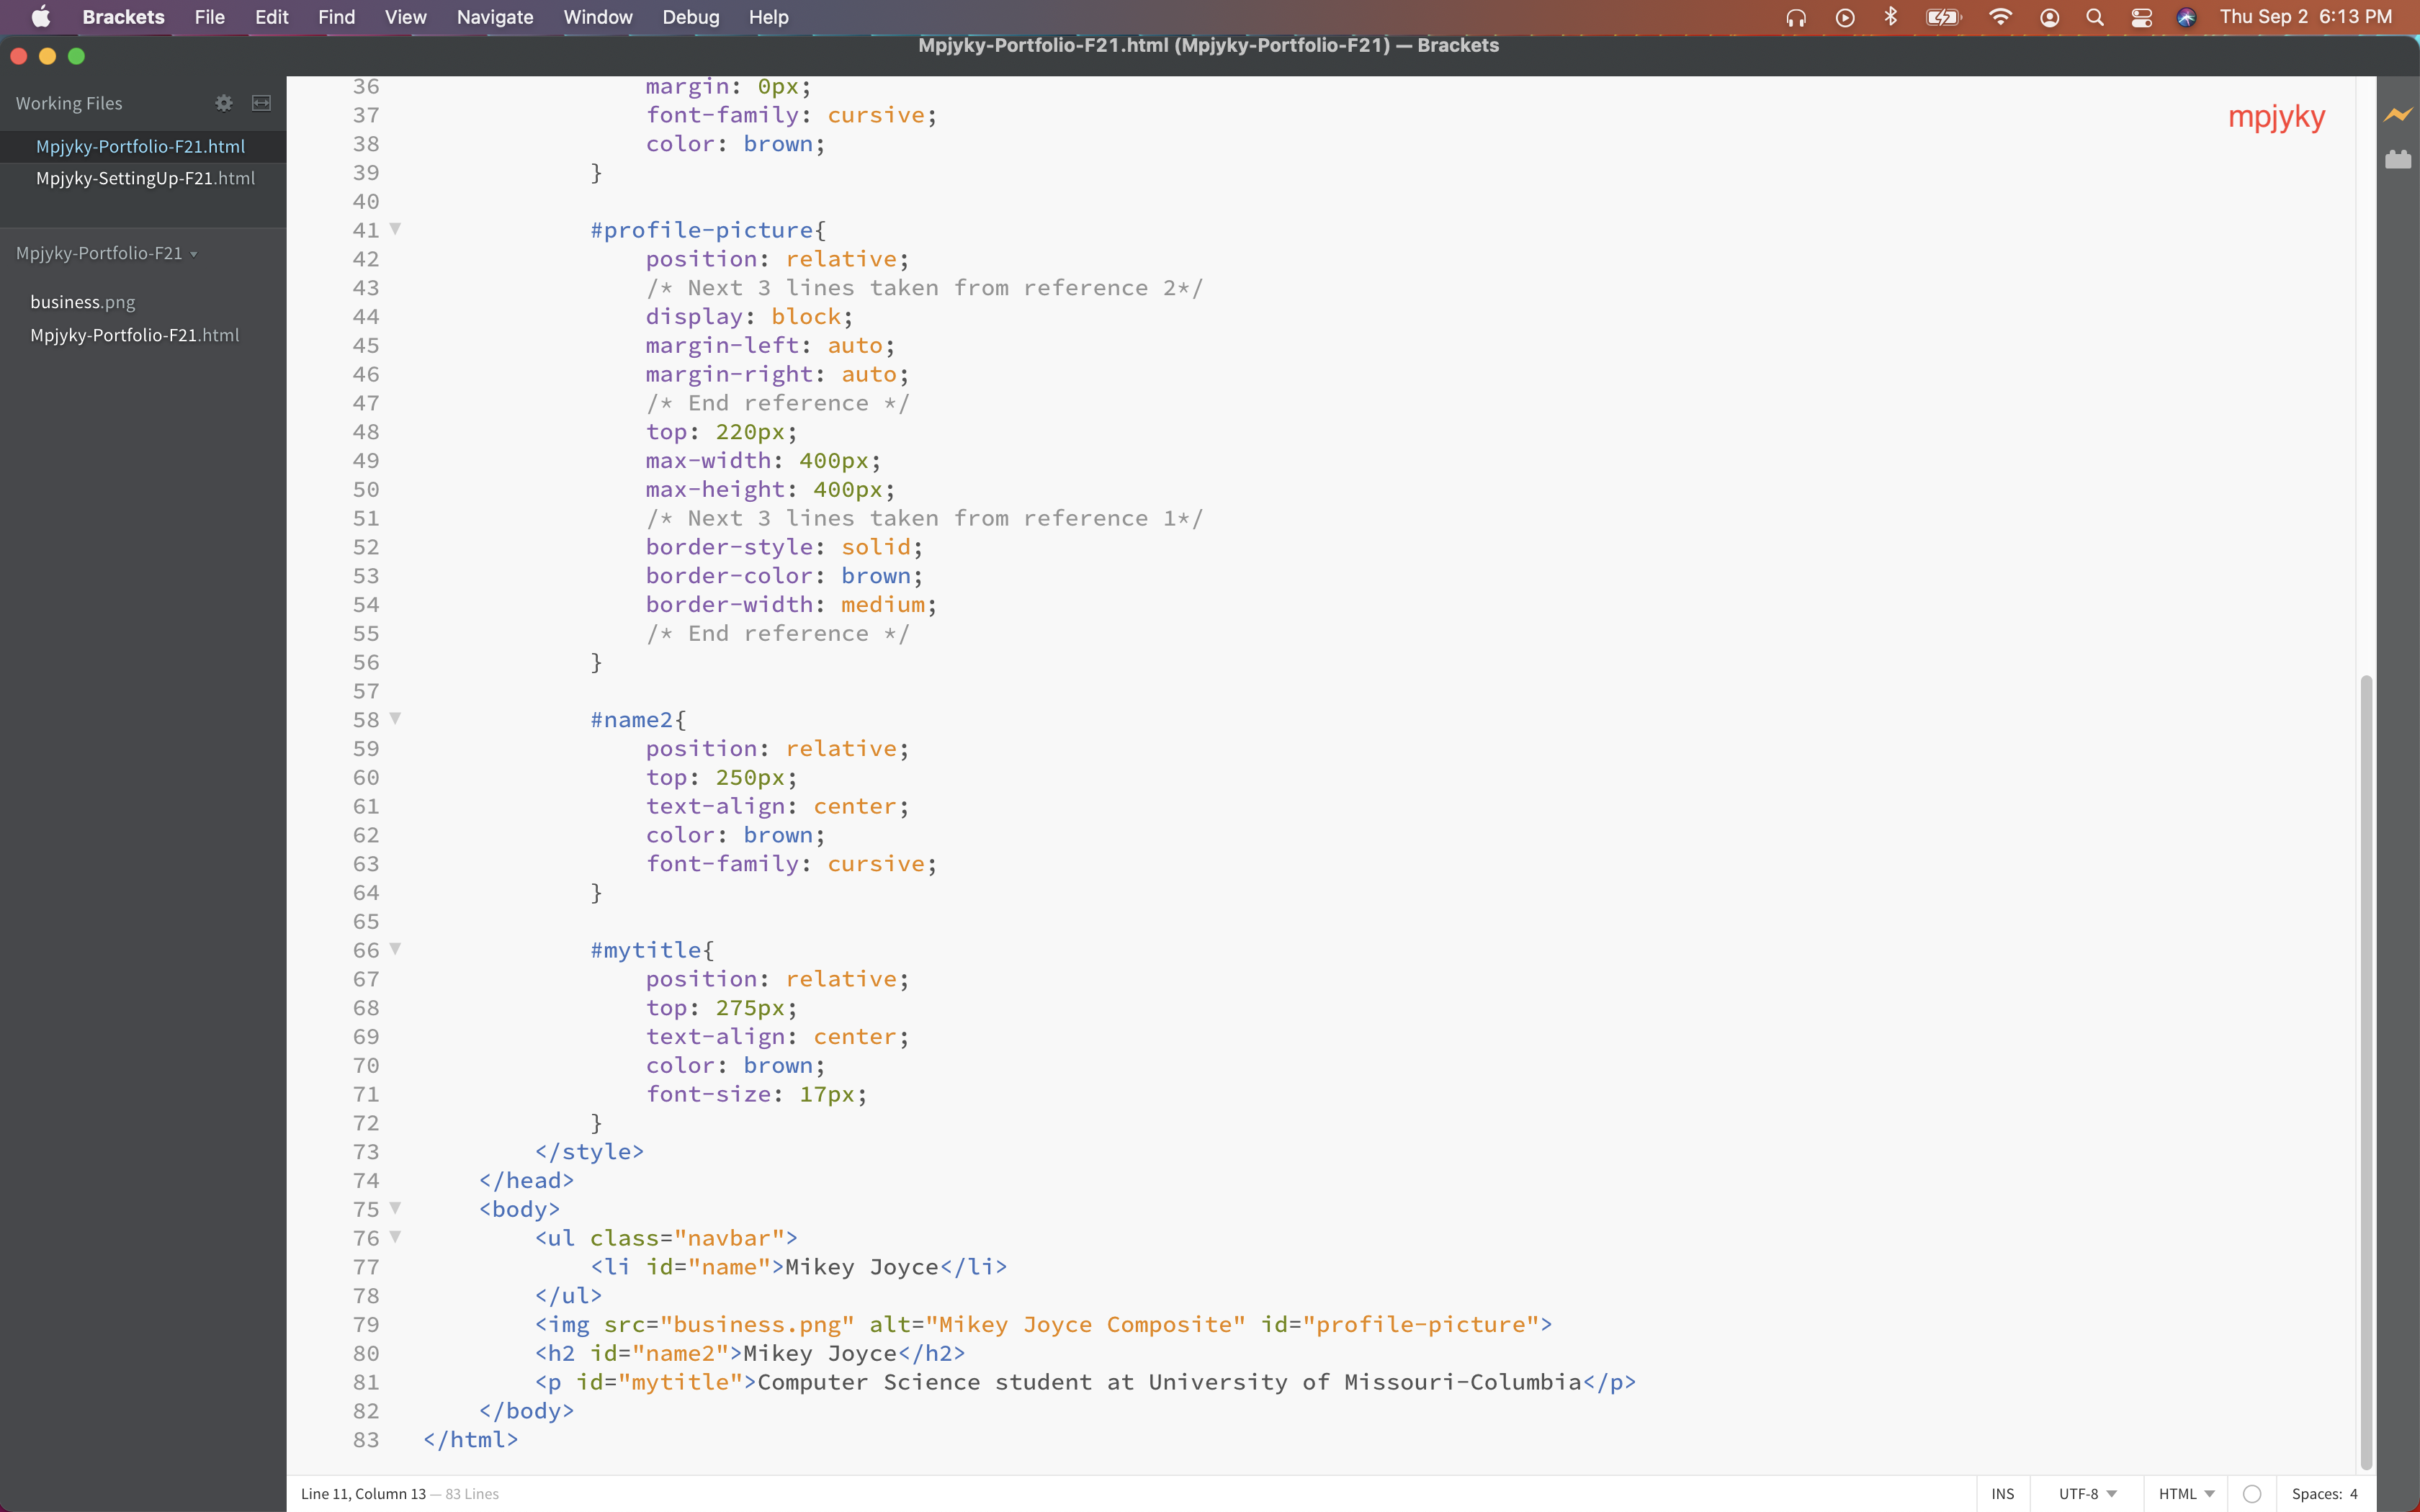 Brackets File Edit Find View Navigate Window Debug Help Thu Sep 2 6:13 PM
Mpjyky-Portfolio-F21.html (Mpjyky-Portfolio-F21) — Brackets
Working Files
Mpjyky-Portfolio-F21.html
Mpjyky-SettingUp-F21.html
Mpjyky-Portfolio-F21
business.png
Mpjyky-Portfolio-F21.html
mpjyky
36 margin: 0px;
37 font-family: cursive;
38 color: brown;
39 }
40
41 #profile-picture{
42 position: relative;
43 /* Next 3 lines taken from reference 2*/
44 display: block;
45 margin-left: auto;
46 margin-right: auto;
47 /* End reference */
48 top: 220px;
49 max-width: 400px;
50 max-height: 400px;
51 /* Next 3 lines taken from reference 1*/
52 border-style: solid;
53 border-color: brown;
54 border-width: medium;
55 /* End reference */
56 }
57
58 #name2{
59 position: relative;
60 top: 250px;
61 text-align: center;
62 color: brown;
63 font-family: cursive;
64 }
65
66 #mytitle{
67 position: relative;
68 top: 275px;
69 text-align: center;
70 color: brown;
71 font-size: 17px;
72 }
73 </style>
74 </head>
75 <body>
76 <ul class="navbar">
77 <li id="name">Mikey Joyce</li>
78 </ul>
79 <img src="business.png" alt="Mikey Joyce Composite" id="profile-picture">
80 <h2 id="name2">Mikey Joyce</h2>
81 <p id="mytitle">Computer Science student at University of Missouri-Columbia</p>
82 </body>
83 </html>
Line 11, Column 13 — 83 Lines INS UTF-8 HTML Spaces: 4